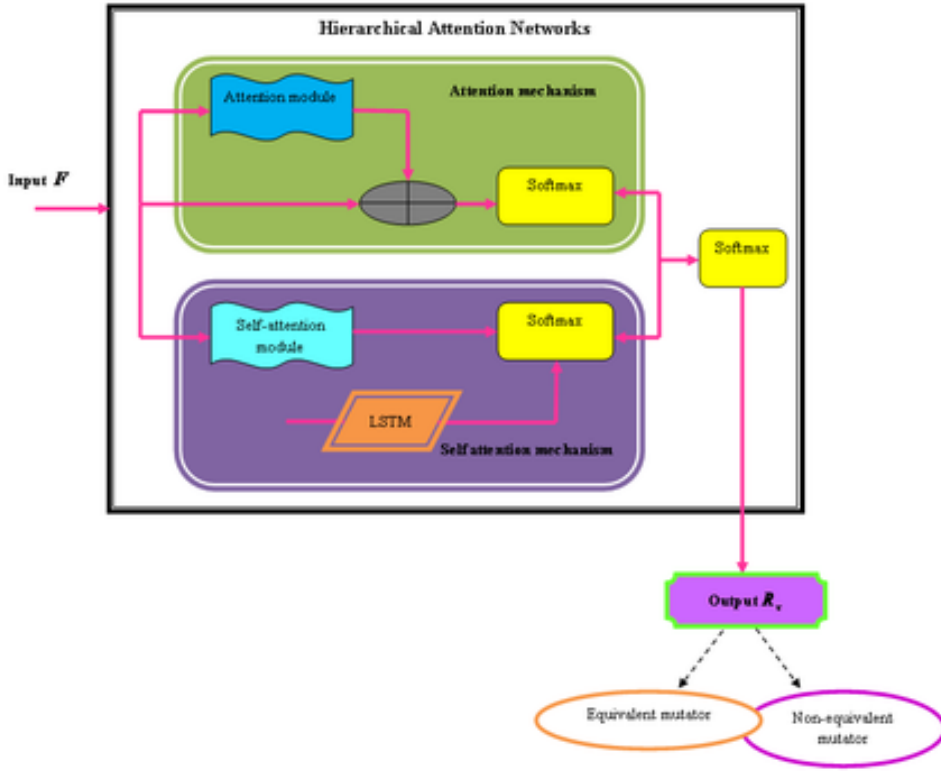 Hierarchical Attention Networks
Attention module
Attention mechanism
Input F
Softmax
Softmax
Self-attention
module
Softmax
LSTM
Self attention mechanism
Output R
Equivalent mutator
Non-equivalent
mutator